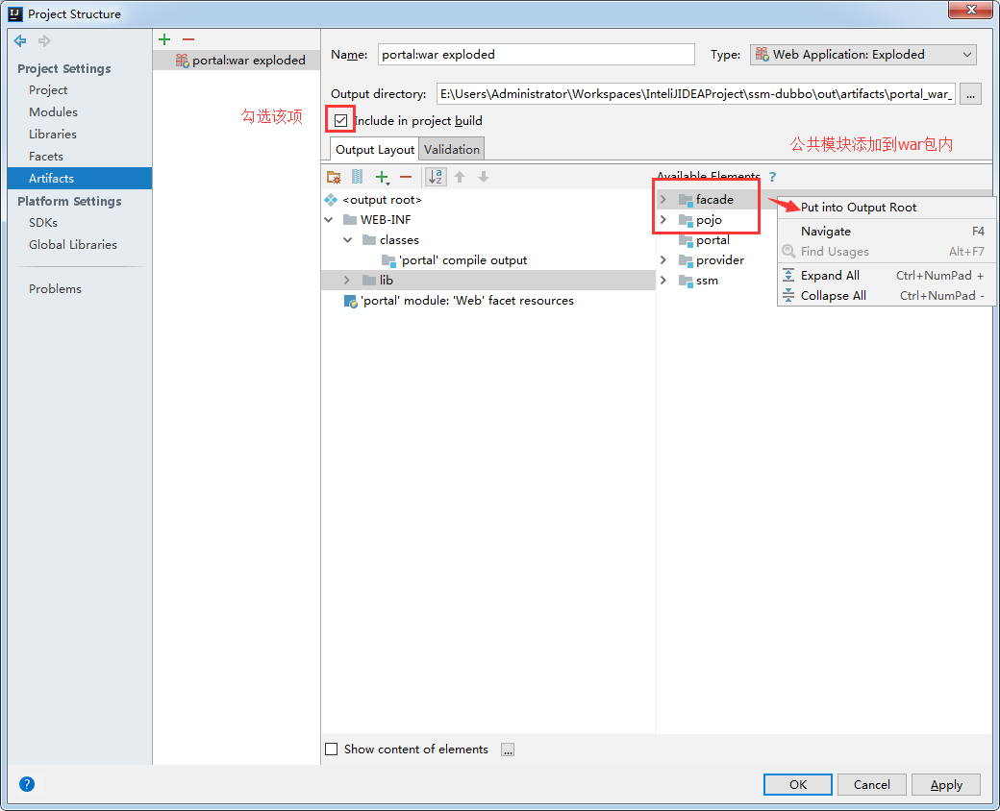 Project Structure
Project Settings
Project
Modules
Libraries
Facets
Artifacts
Platform Settings
SDKs
Global Libraries
Problems
portal:war exploded
勾选该项
Name: portal:war exploded
Type: Web Application: Exploded
Output directory: E:\Users\Administrator\Workspaces\InteliJIDEAProject\ssm-dubbo\out\artifacts\portal_war_
...
Include in project build
公共模块添加到war包内
Output Layout
Validation
<output root>
WEB-INF
classes
'portal' compile output
lib
'portal' module: 'Web' facet resources
Available Elements ?
facade
pojo
portal
provider
ssm
Put into Output Root
Navigate F4
Find Usages Alt+F7
Expand All Ctrl+NumPad +
Collapse All Ctrl+NumPad -
Show content of elements ...
?
OK
Cancel
Apply